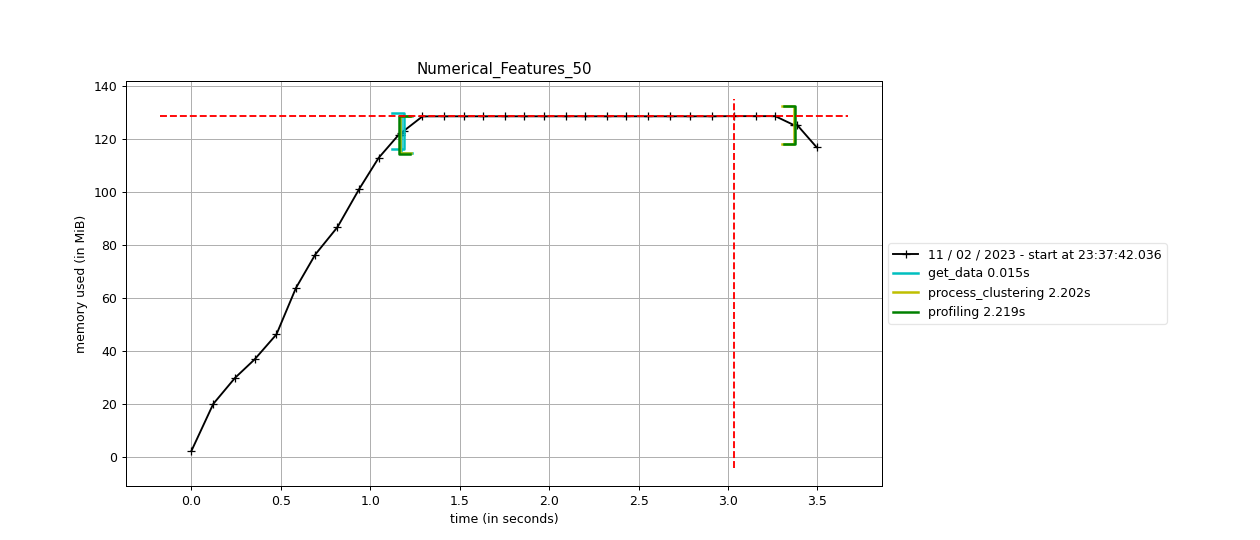 Numerical_Features_50
140
120
100
80
60
40
20
0
memory used (in MiB)
0.0 0.5 1.0 1.5 2.0 2.5 3.0 3.5
time (in seconds)
11 / 02 / 2023 - start at 23:37:42.036
get_data 0.015s
process_clustering 2.202s
profiling 2.219s